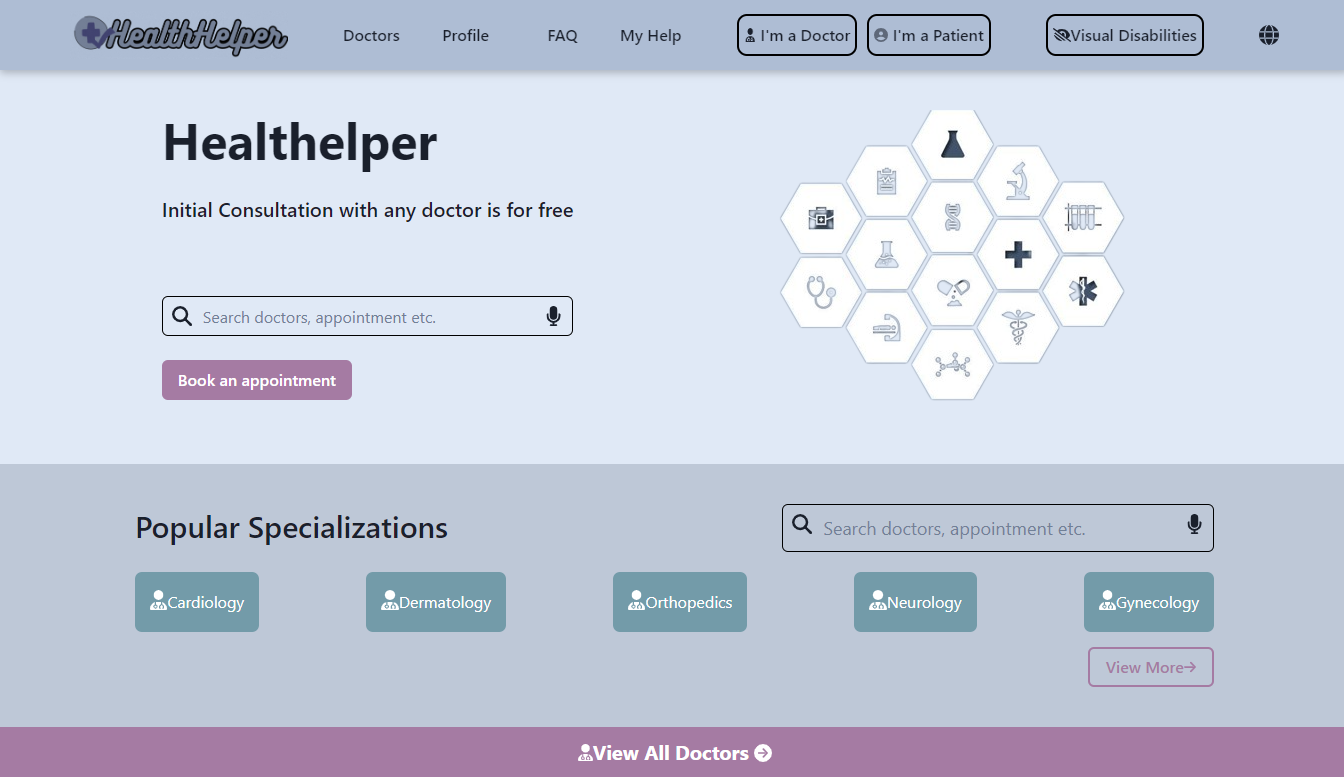 HealthHelper
Doctors
Profile
FAQ
My Help
I'm a Doctor
I'm a Patient
Visual Disabilities
Healthelper
Initial Consultation with any doctor is for free
Search doctors, appointment etc.
Book an appointment
Popular Specializations
Search doctors, appointment etc.
Cardiology
Dermatology
Orthopedics
Neurology
Gynecology
View More
View All Doctors